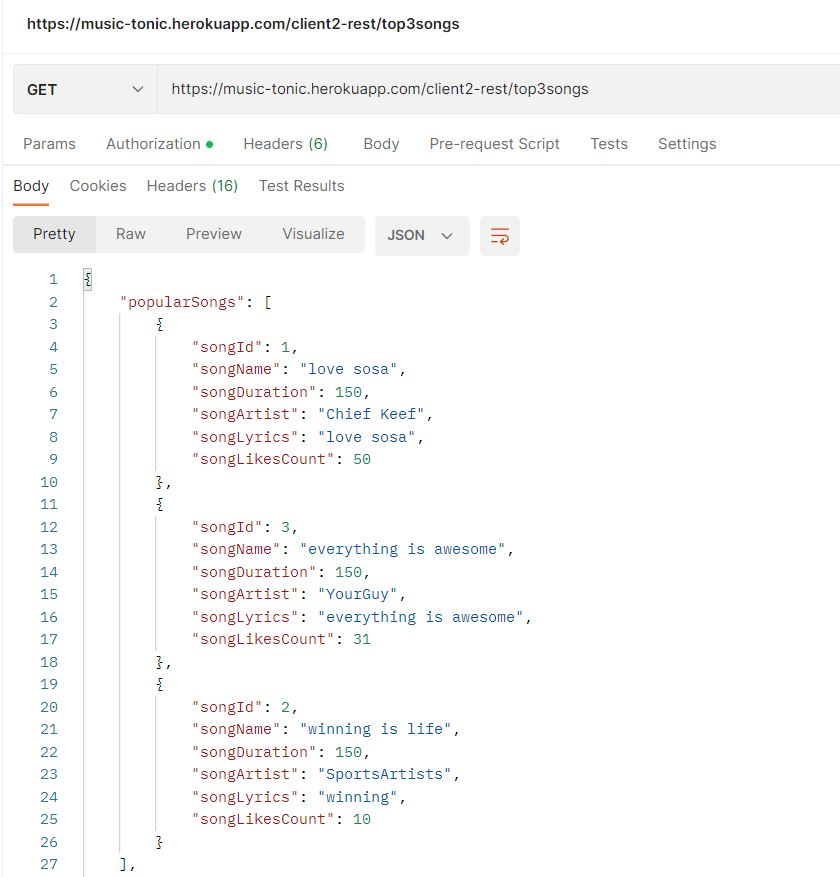 https://music-tonic.herokuapp.com/client2-rest/top3songs
GET https://music-tonic.herokuapp.com/client2-rest/top3songs
Params Authorization Headers (6) Body Pre-request Script Tests Settings
Body Cookies Headers (16) Test Results
Pretty Raw Preview Visualize JSON
1 {
2 "popularSongs": [
3 {
4 "songId": 1,
5 "songName": "love sosa",
6 "songDuration": 150,
7 "songArtist": "Chief Keef",
8 "songLyrics": "love sosa",
9 "songLikesCount": 50
10 },
11 {
12 "songId": 3,
13 "songName": "everything is awesome",
14 "songDuration": 150,
15 "songArtist": "YourGuy",
16 "songLyrics": "everything is awesome",
17 "songLikesCount": 31
18 },
19 {
20 "songId": 2,
21 "songName": "winning is life",
22 "songDuration": 150,
23 "songArtist": "SportsArtists",
24 "songLyrics": "winning",
25 "songLikesCount": 10
26 }
27 ],